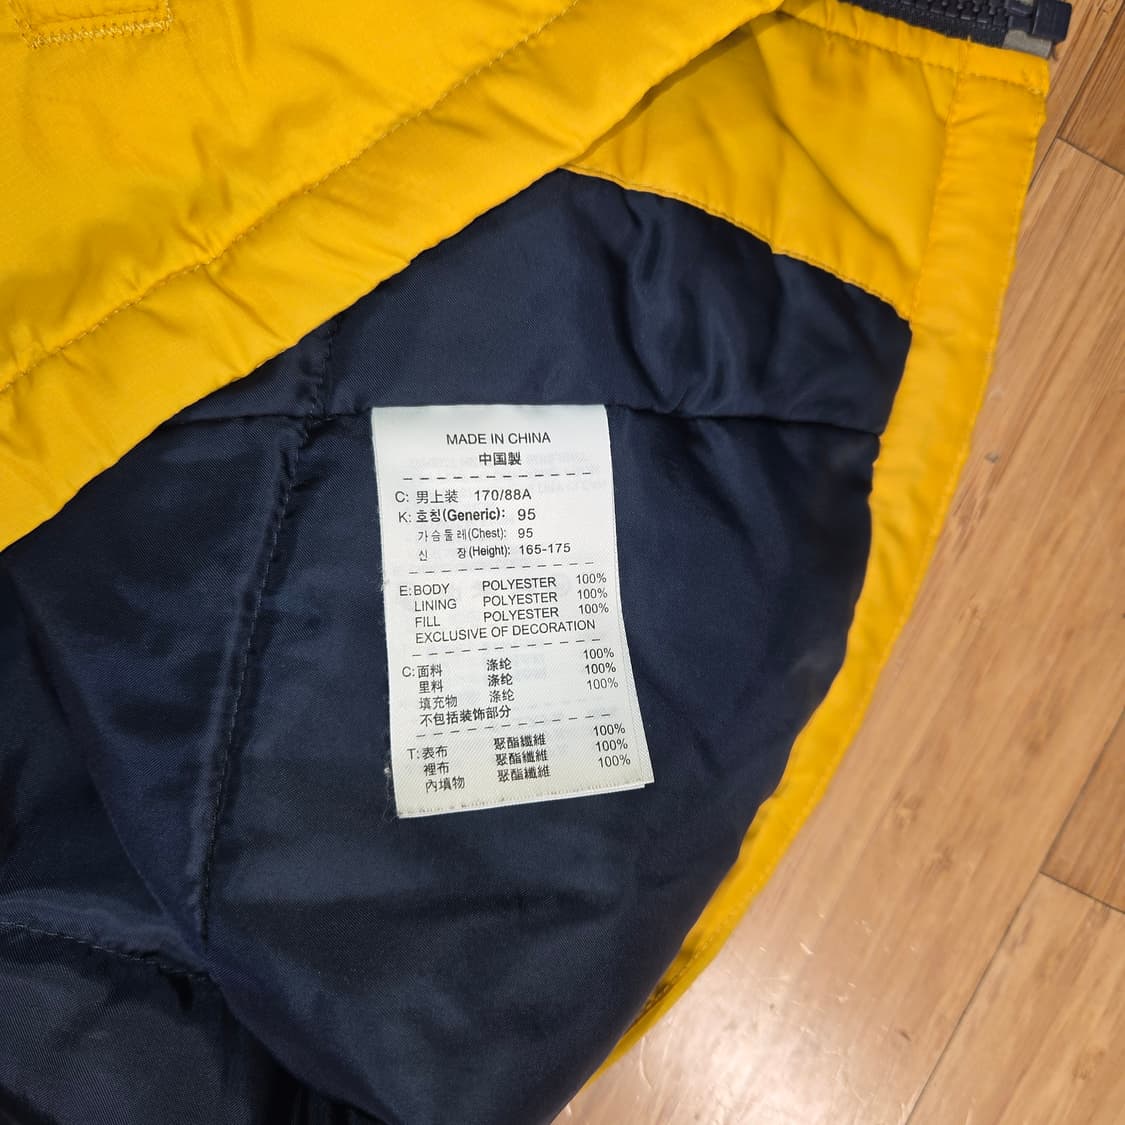 MADE IN CHINA
中国製
C: 男上装 170/88A
K: 호칭(Generic): 95
가슴둘레(Chest): 95
신 장(Height): 165-175
E: BODY POLYESTER 100%
LINING POLYESTER 100%
FILL POLYESTER 100%
EXCLUSIVE OF DECORATION
C: 面料 涤纶 100%
里料 涤纶 100%
填充物 涤纶 100%
不包括装饰部分
T: 表布 聚酯纖維 100%
裡布 聚酯纖維 100%
內填物 聚酯纖維 100%